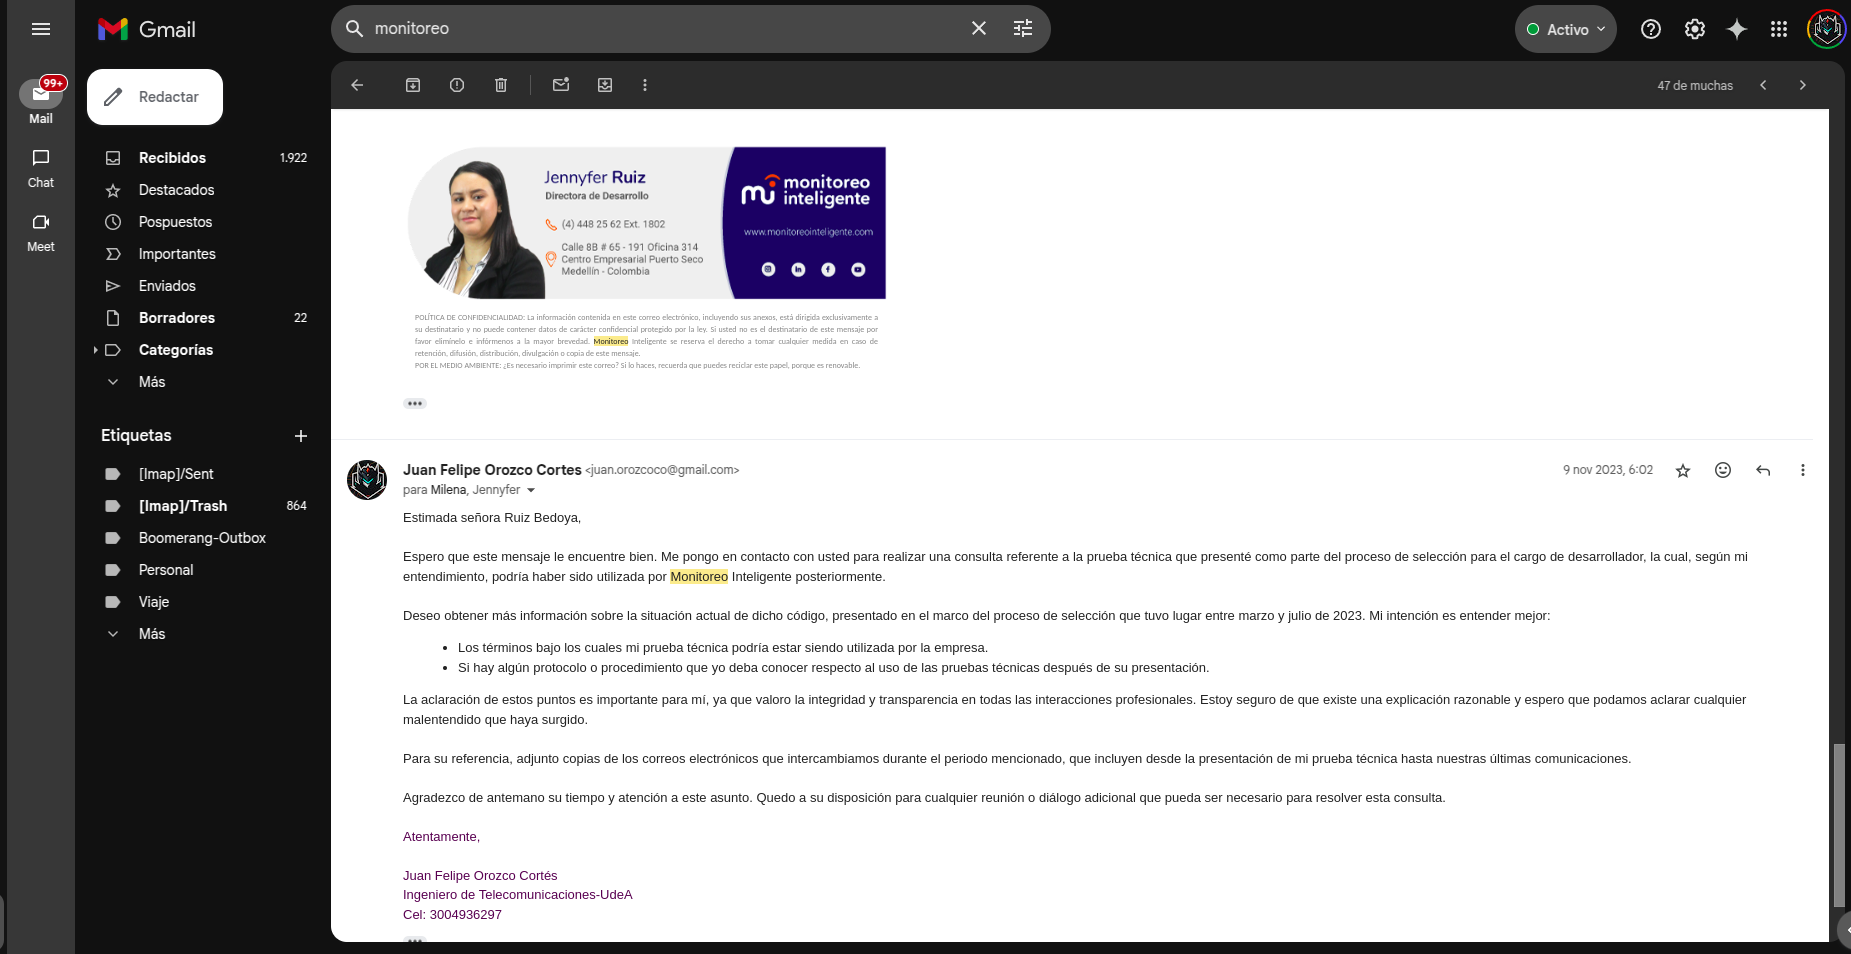 Gmail
monitoreo
Activo
99+
Mail
Chat
Meet
Redactar
Recibidos 1.922
Destacados
Pospuestos
Importantes
Enviados
Borradores 22
Categorías
Más
Etiquetas
[Imap]/Sent
[Imap]/Trash 864
Boomerang-Outbox
Personal
Viaje
Más
47 de muchas
Jennyfer Ruiz
Directora de Desarrollo
(4) 448 25 62 Ext. 1802
Calle 8B # 65 - 191 Oficina 314
Centro Empresarial Puerto Seco
Medellín - Colombia
mi monitoreo
inteligente
www.monitoreointeligente.com
POLÍTICA DE CONFIDENCIALIDAD: La información contenida en este correo electrónico, incluyendo sus anexos, está dirigida exclusivamente a
su destinatario y no puede contener datos de carácter confidencial protegido por la ley. Si usted no es el destinatario de este mensaje por
favor elimínelo e infórmenos a la mayor brevedad. Monitoreo Inteligente se reserva el derecho a tomar cualquier medida en caso de
retención, difusión, distribución, divulgación o copia de este mensaje.
POR EL MEDIO AMBIENTE: ¿Es necesario imprimir este correo? Si lo haces, recuerda que puedes reciclar este papel, porque es renovable.
Juan Felipe Orozco Cortes <juan.orozcoco@gmail.com> 9 nov 2023, 6:02
para Milena, Jennyfer
Estimada señora Ruiz Bedoya,
Espero que este mensaje le encuentre bien. Me pongo en contacto con usted para realizar una consulta referente a la prueba técnica que presenté como parte del proceso de selección para el cargo de desarrollador, la cual, según mi
entendimiento, podría haber sido utilizada por Monitoreo Inteligente posteriormente.
Deseo obtener más información sobre la situación actual de dicho código, presentado en el marco del proceso de selección que tuvo lugar entre marzo y julio de 2023. Mi intención es entender mejor:
• Los términos bajo los cuales mi prueba técnica podría estar siendo utilizada por la empresa.
• Si hay algún protocolo o procedimiento que yo deba conocer respecto al uso de las pruebas técnicas después de su presentación.
La aclaración de estos puntos es importante para mí, ya que valoro la integridad y transparencia en todas las interacciones profesionales. Estoy seguro de que existe una explicación razonable y espero que podamos aclarar cualquier
malentendido que haya surgido.
Para su referencia, adjunto copias de los correos electrónicos que intercambiamos durante el periodo mencionado, que incluyen desde la presentación de mi prueba técnica hasta nuestras últimas comunicaciones.
Agradezco de antemano su tiempo y atención a este asunto. Quedo a su disposición para cualquier reunión o diálogo adicional que pueda ser necesario para resolver esta consulta.
Atentamente,
Juan Felipe Orozco Cortés
Ingeniero de Telecomunicaciones-UdeA
Cel: 3004936297